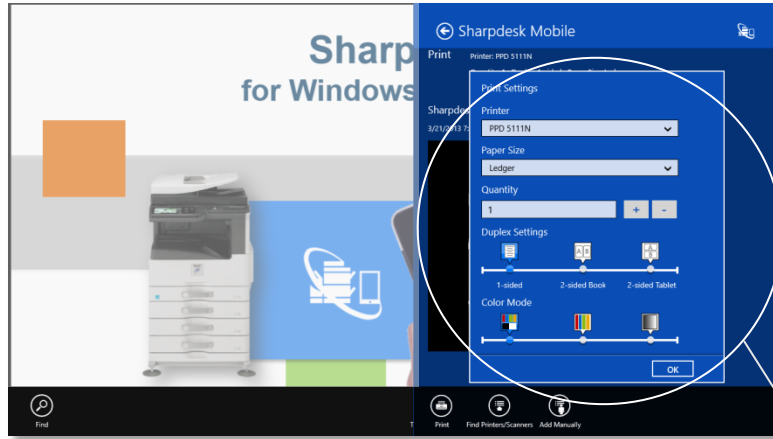 Sharp
for Windows
Sharpdesk Mobile
Print
Printer: PPD 5111N
Print Settings
Sharpdes
Printer
3/21/2013 7:
PPD 5111N
Paper Size
Ledger
Quantity
1
+ -
Duplex Settings
A B
A
B
1-sided 2-sided Book 2-sided Tablet
Color Mode
OK
Find
T
Print Find Printers/Scanners Add Manually